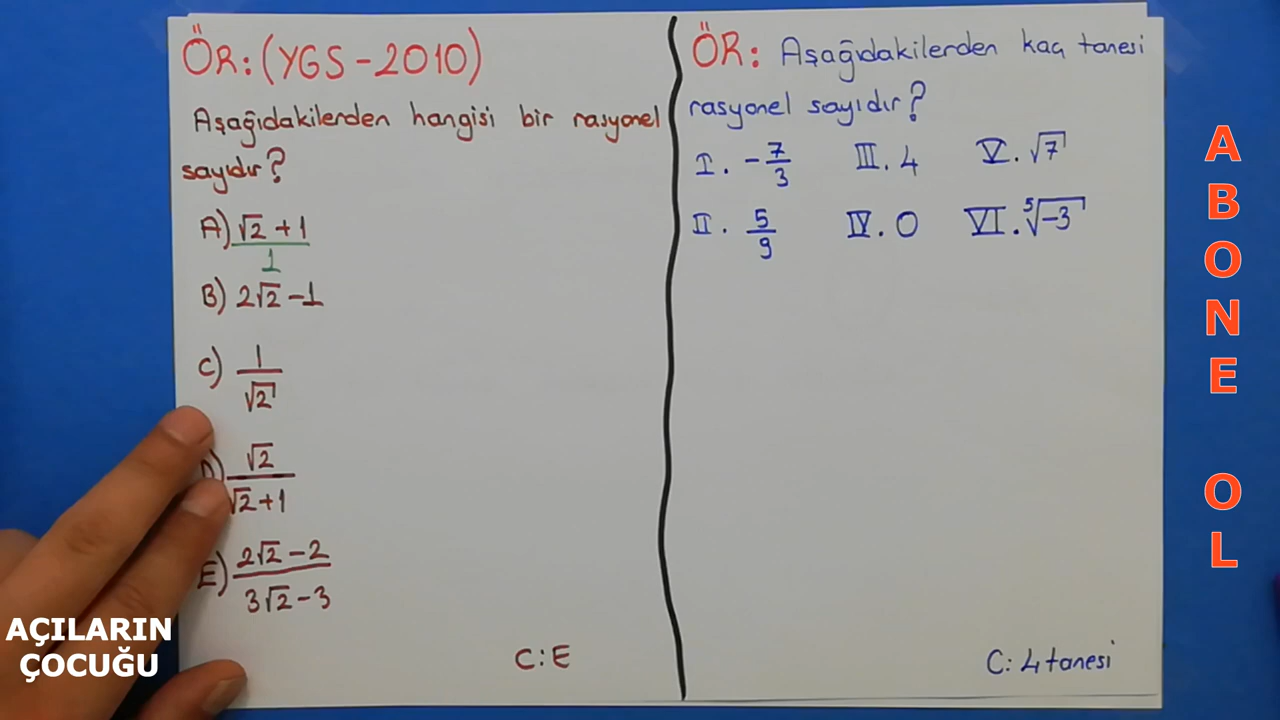 ÖR: (YGS-2010)
Aşağıdakilerden hangisi bir rasyonel
sayıdır?
A) (√2 + 1)/1
B) 2√2 - 1
C) 1/√2
D) √2/(√2+1)
E) (2√2 - 2)/(3√2 - 3)
C: E
ÖR: Aşağıdakilerden kaç tanesi
rasyonel sayıdır?
I. -7/3 III. 4 V. √7
II. 5/9 IV. 0 VI. ⁵√-3
C: 4 tanesi
ABONE
OL
AÇILARIN
ÇOCUĞU